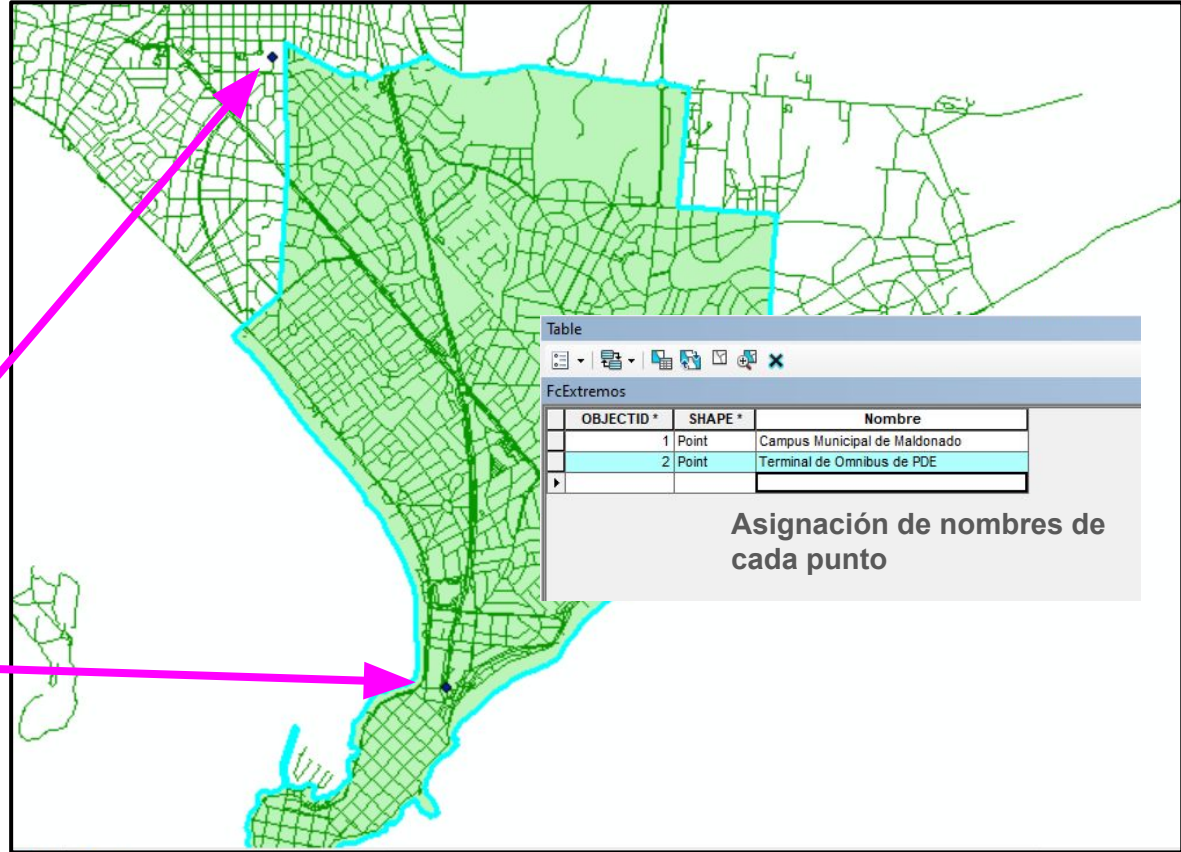 Table
FcExtremos
OBJECTID * SHAPE * Nombre
1 Point Campus Municipal de Maldonado
2 Point Terminal de Omnibus de PDE
Asignación de nombres de
cada punto